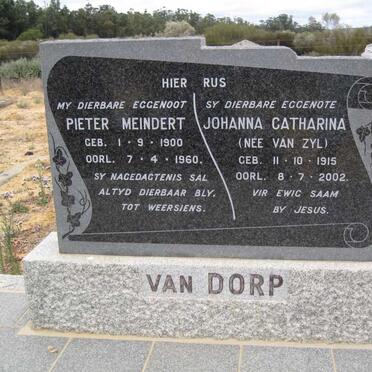 HIER RUS
MY DIERBARE EGGENOOT
PIETER MEINDERT
GEB. 1 · 9 · 1900
OORL. 7 · 4 · 1960.
SY NAGEDAGTENIS SAL
ALTYD DIERBAAR BLY.
TOT WEERSIENS.
SY DIERBARE EGGENOTE
JOHANNA CATHARINA
(NEE VAN ZYL)
GEB. 11 · 10 · 1915
OORL. 8 · 7 · 2002.
VIR EWIG SAAM
BY JESUS.
VAN DORP